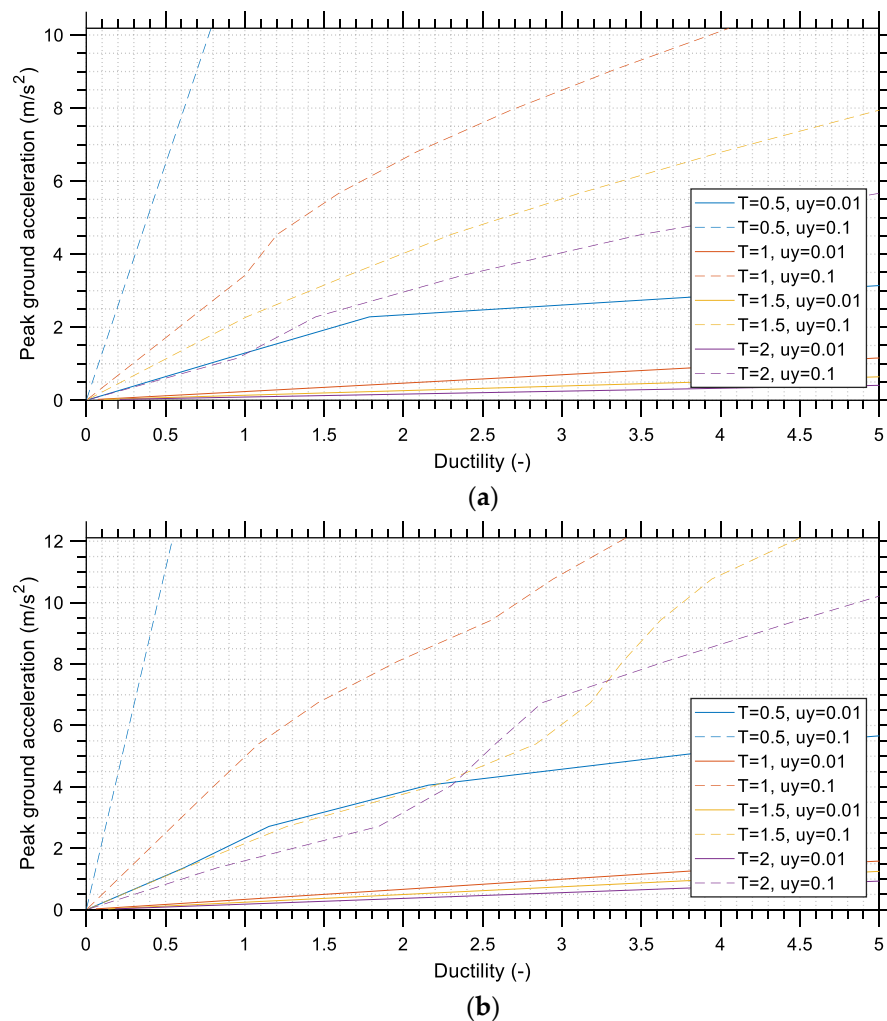 10
8
6
4
2
0
Peak ground acceleration (m/s²)
T=0.5, uy=0.01
T=0.5, uy=0.1
T=1, uy=0.01
T=1, uy=0.1
T=1.5, uy=0.01
T=1.5, uy=0.1
T=2, uy=0.01
T=2, uy=0.1
0 0.5 1 1.5 2 2.5 3 3.5 4 4.5 5
Ductility (-)
(a)
12
10
8
6
4
2
0
Peak ground acceleration (m/s²)
T=0.5, uy=0.01
T=0.5, uy=0.1
T=1, uy=0.01
T=1, uy=0.1
T=1.5, uy=0.01
T=1.5, uy=0.1
T=2, uy=0.01
T=2, uy=0.1
0 0.5 1 1.5 2 2.5 3 3.5 4 4.5 5
Ductility (-)
(b)